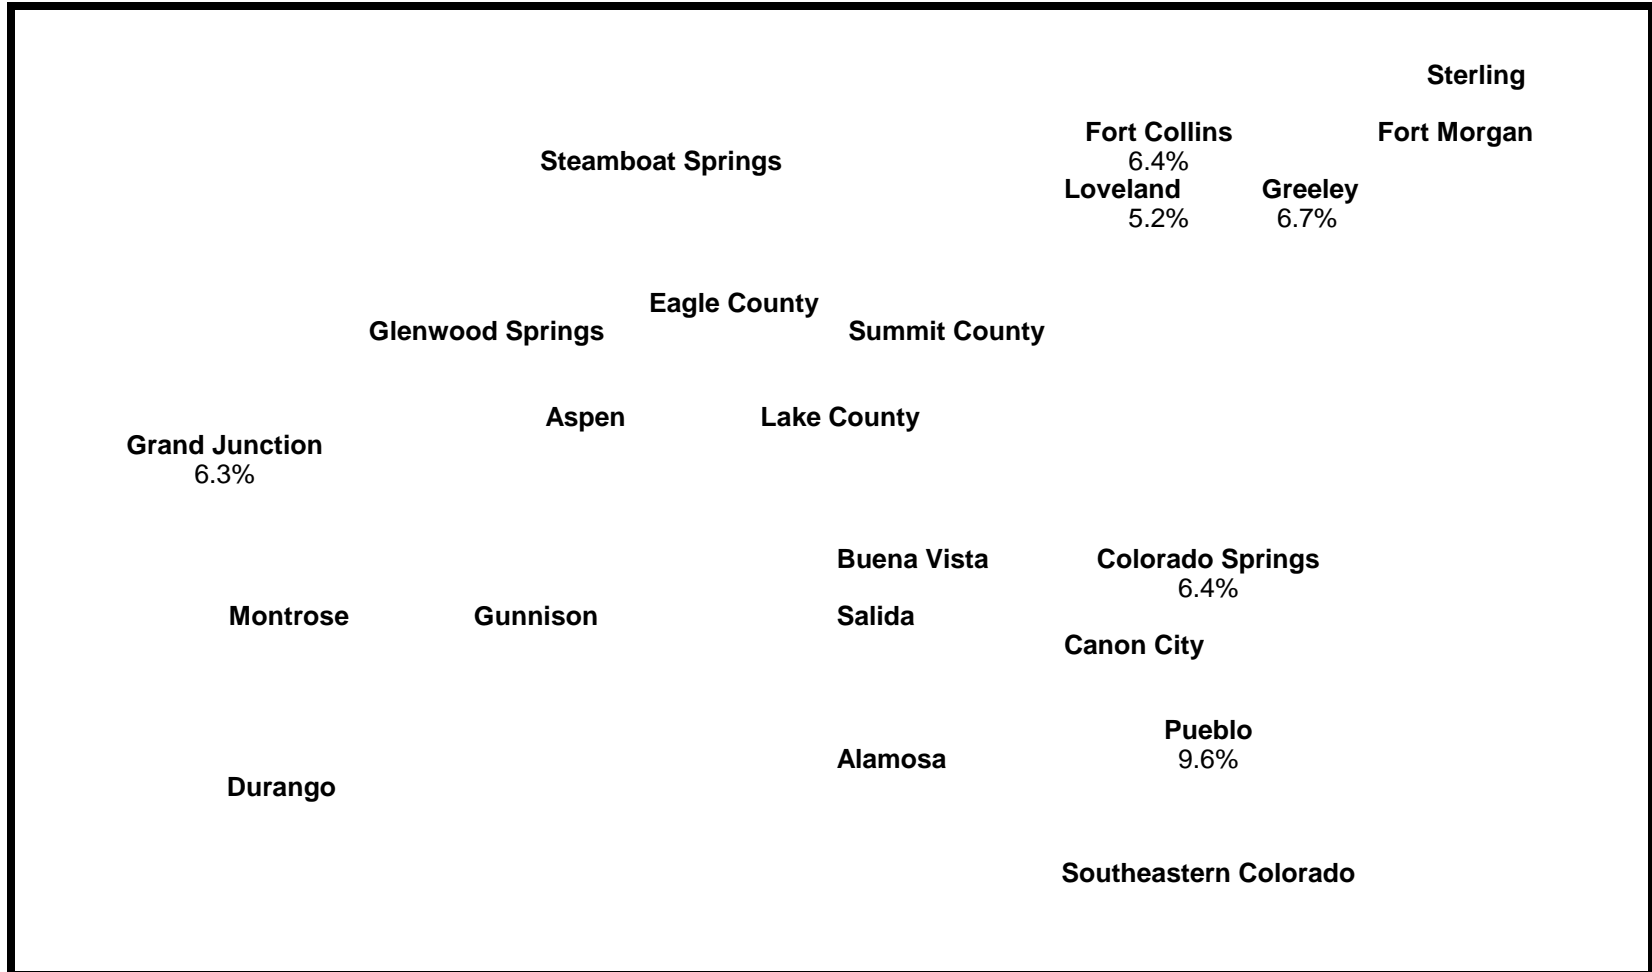 Sterling
Fort Collins Fort Morgan
Steamboat Springs 6.4%
Loveland Greeley
5.2% 6.7%
Eagle County
Glenwood Springs Summit County
Aspen Lake County
Grand Junction
6.3%
Buena Vista Colorado Springs
6.4%
Montrose Gunnison Salida
Canon City
Pueblo
Alamosa 9.6%
Durango
Southeastern Colorado